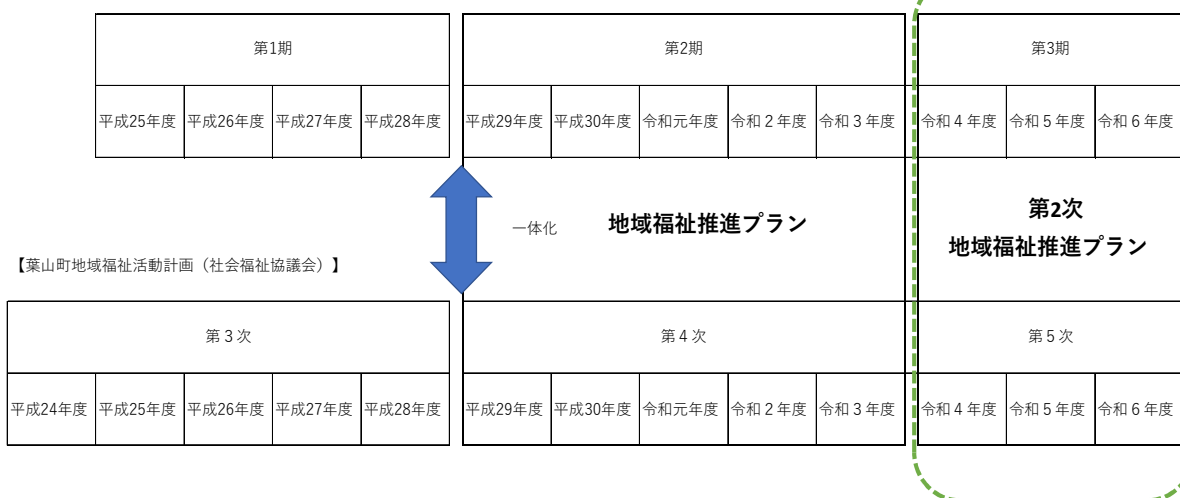 第1期 第2期 第3期
平成25年度 平成26年度 平成27年度 平成28年度 平成29年度 平成30年度 令和元年度 令和２年度 令和３年度 令和４年度 令和５年度 令和６年度
一体化 地域福祉推進プラン
第2次
地域福祉推進プラン
【葉山町地域福祉活動計画（社会福祉協議会）】
第３次 第４次 第５次
平成24年度 平成25年度 平成26年度 平成27年度 平成28年度 平成29年度 平成30年度 令和元年度 令和２年度 令和３年度 令和４年度 令和５年度 令和６年度